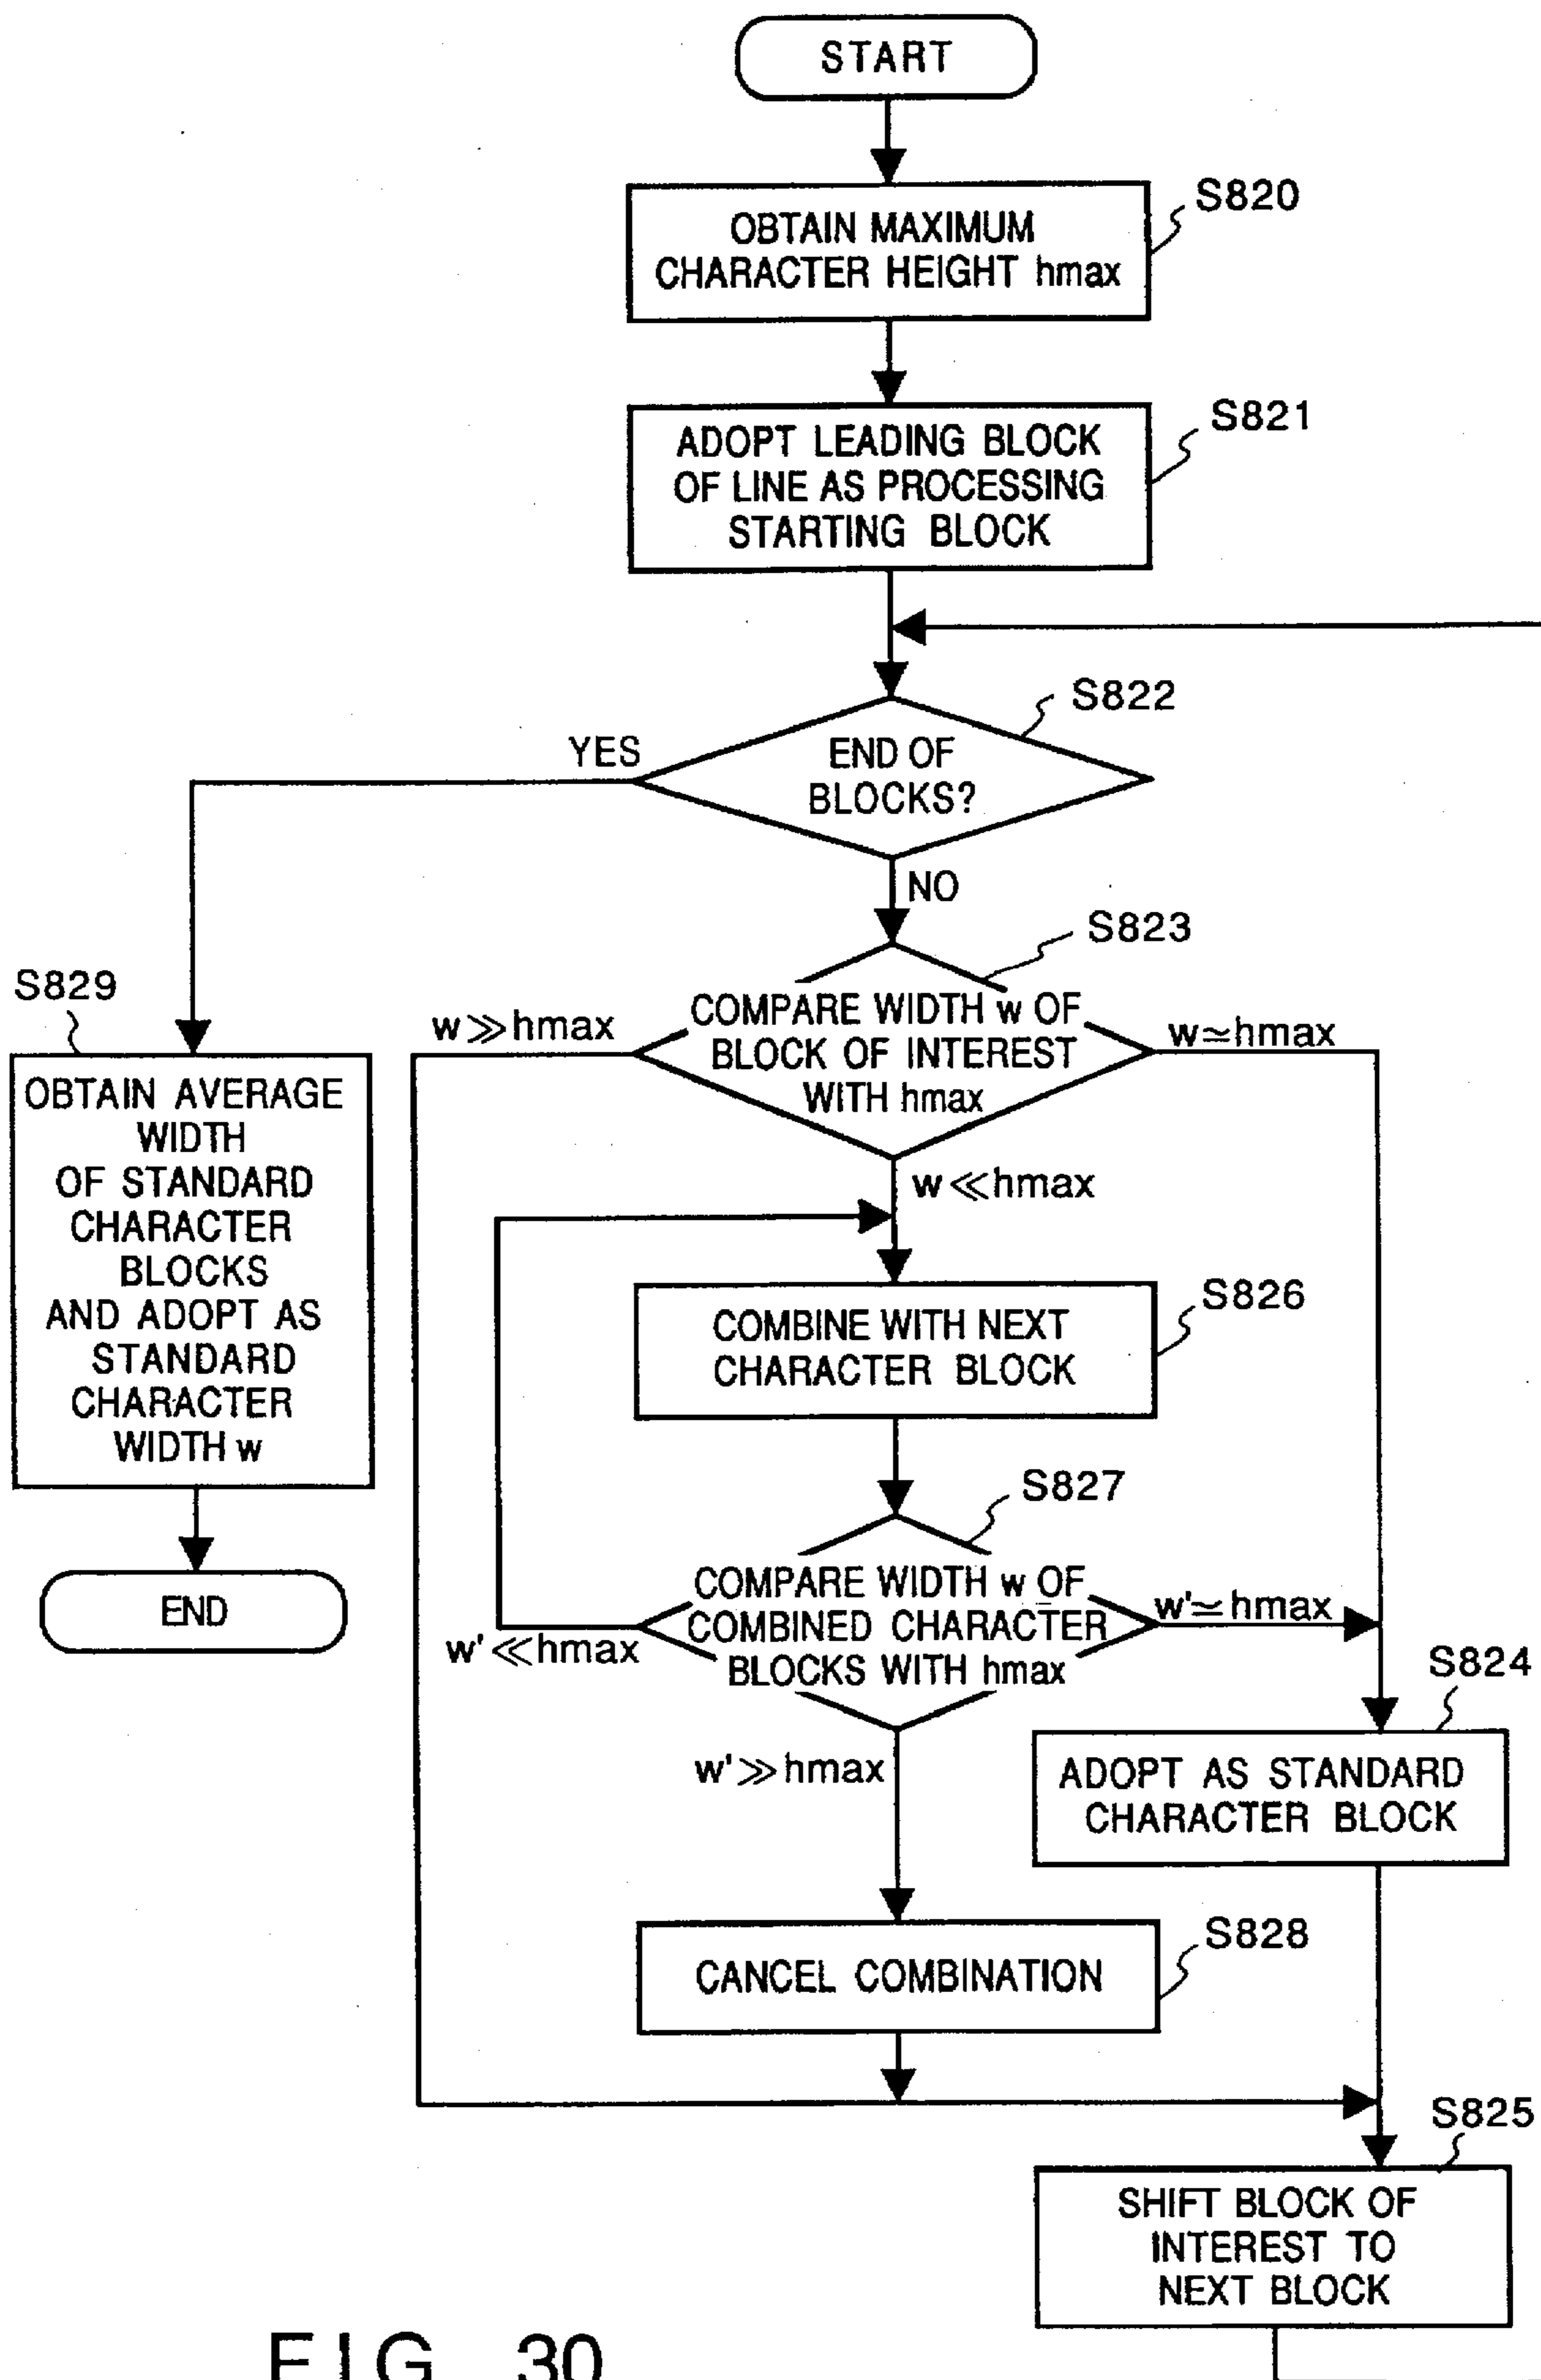 START
S820
OBTAIN MAXIMUM
CHARACTER HEIGHT hmax
S821
ADOPT LEADING BLOCK
OF LINE AS PROCESSING
STARTING BLOCK
S822
YES
END OF
BLOCKS?
NO
S823
w≫hmax
COMPARE WIDTH w OF
BLOCK OF INTEREST
WITH hmax
w≃hmax
S829
OBTAIN AVERAGE
WIDTH
OF STANDARD
CHARACTER
BLOCKS
AND ADOPT AS
STANDARD
CHARACTER
WIDTH w
END
w≪hmax
S826
COMBINE WITH NEXT
CHARACTER BLOCK
S827
COMPARE WIDTH w OF
COMBINED CHARACTER
BLOCKS WITH hmax
w'≃hmax
w'≪hmax
S824
w'≫hmax
ADOPT AS STANDARD
CHARACTER BLOCK
S828
CANCEL COMBINATION
S825
SHIFT BLOCK OF
INTEREST TO
NEXT BLOCK
FIG. 30